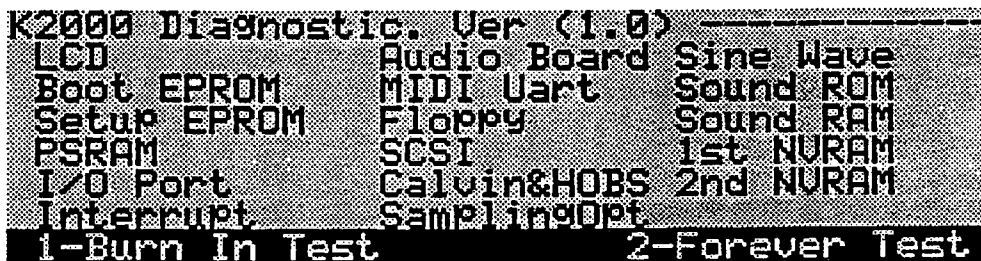 K2000 Diagnostic. Ver (1.0) ----------
LCD Audio Board Sine Wave
Boot EPROM MIDI Uart Sound ROM
Setup EPROM Floppy Sound RAM
PSRAM SCSI 1st NVRAM
I/O Port Calvin&HOBS 2nd NVRAM
Interrupt SamplingOpt
1-Burn In Test 2-Forever Test